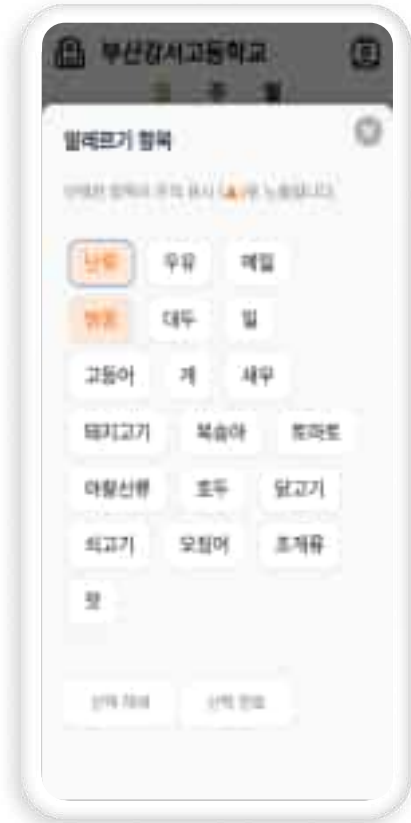 부산강서고등학교
알레르기 항목
난류 우유 메밀
땅콩 대두 밀
고등어 게 새우
돼지고기 복숭아 토마토
아황산류 호두 닭고기
쇠고기 오징어 조개류
잣